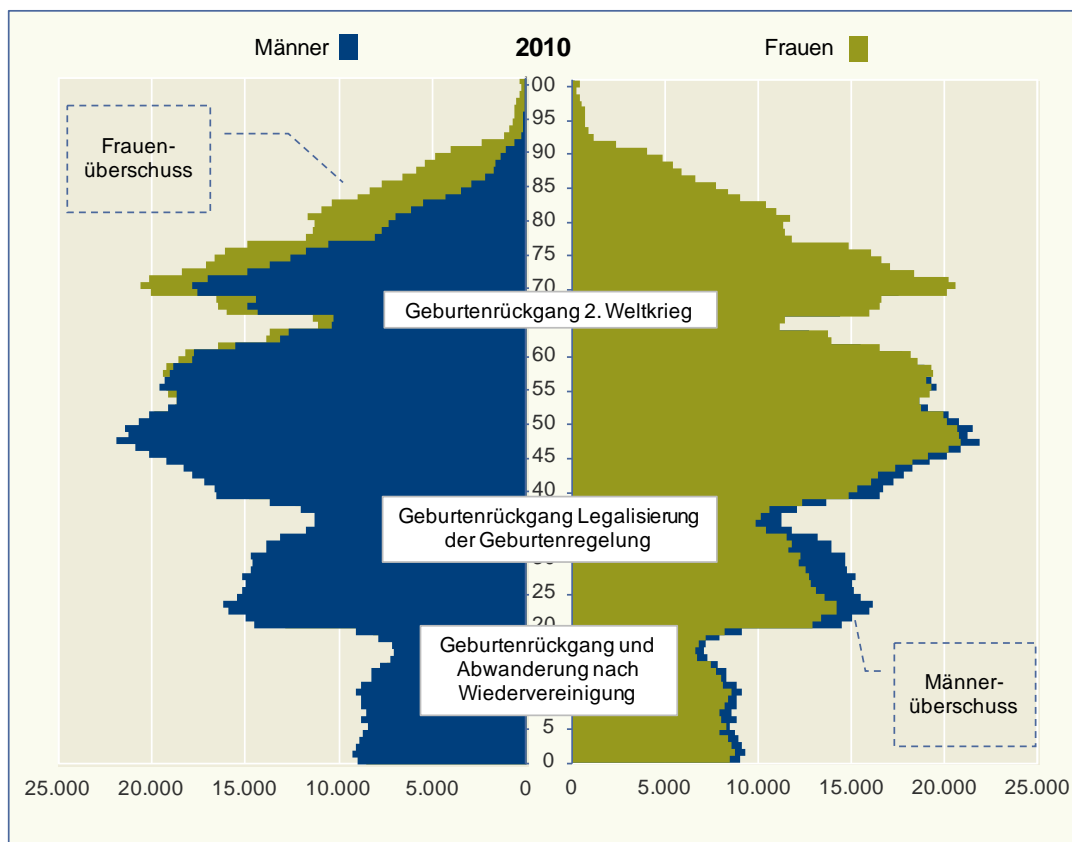 Männer
2010
Frauen
Frauen-
überschuss
00
95
90
85
80
75
70
Geburtenrückgang 2. Weltkrieg
60
55
50
45
40
Geburtenrückgang Legalisierung
der Geburtenregelung
25
20
Geburtenrückgang und
Abwanderung nach
Wiedervereinigung
Männer-
überschuss
5
0
25.000 20.000 15.000 10.000 5.000 0 0 5.000 10.000 15.000 20.000 25.000